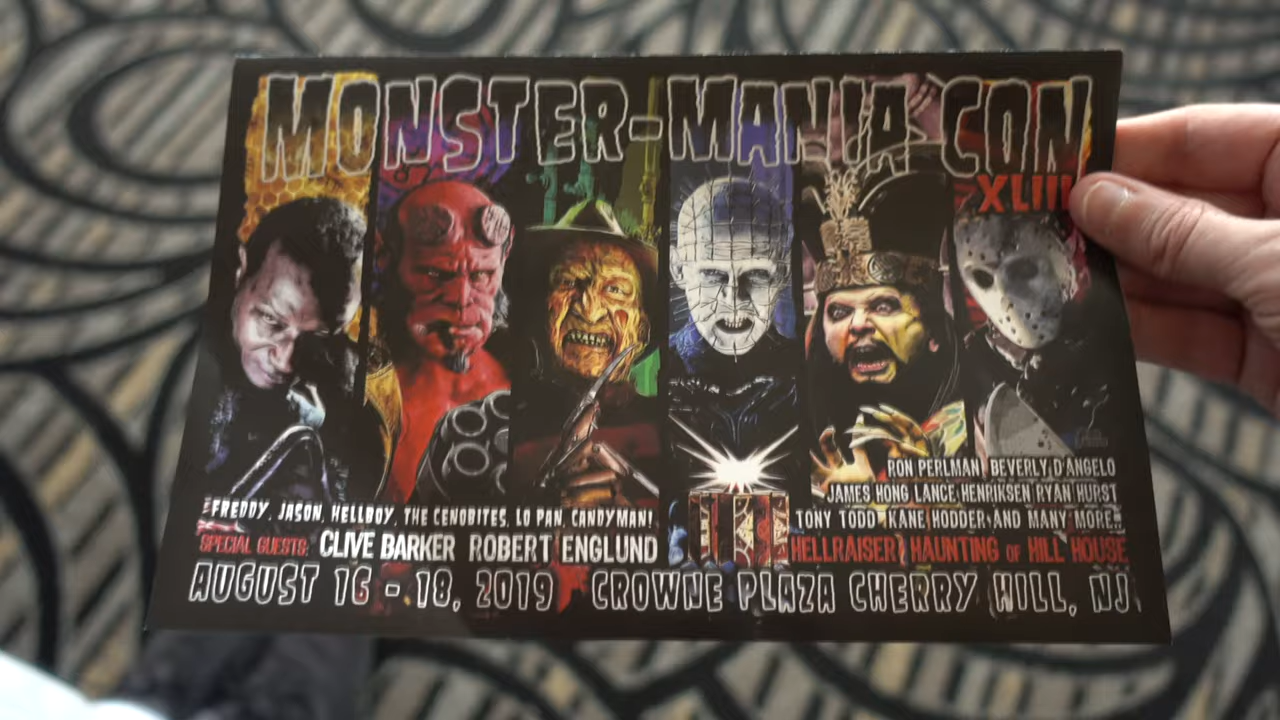 MONSTER-MANIA CON
XLIII
RON PERLMAN BEVERLY D'ANGELO
JAMES HONG LANCE HENRIKSEN RYAN HURST
FREDDY, JASON, HELLBOY, THE CENOBITES, LO PAN, CANDYMAN!
TONY TODD KANE HODDER AND MANY MORE..
SPECIAL GUESTS: CLIVE BARKER ROBERT ENGLUND
HELLRAISER HAUNTING OF HILL HOUSE
AUGUST 16 - 18, 2019 CROWNE PLAZA CHERRY HILL, NJ